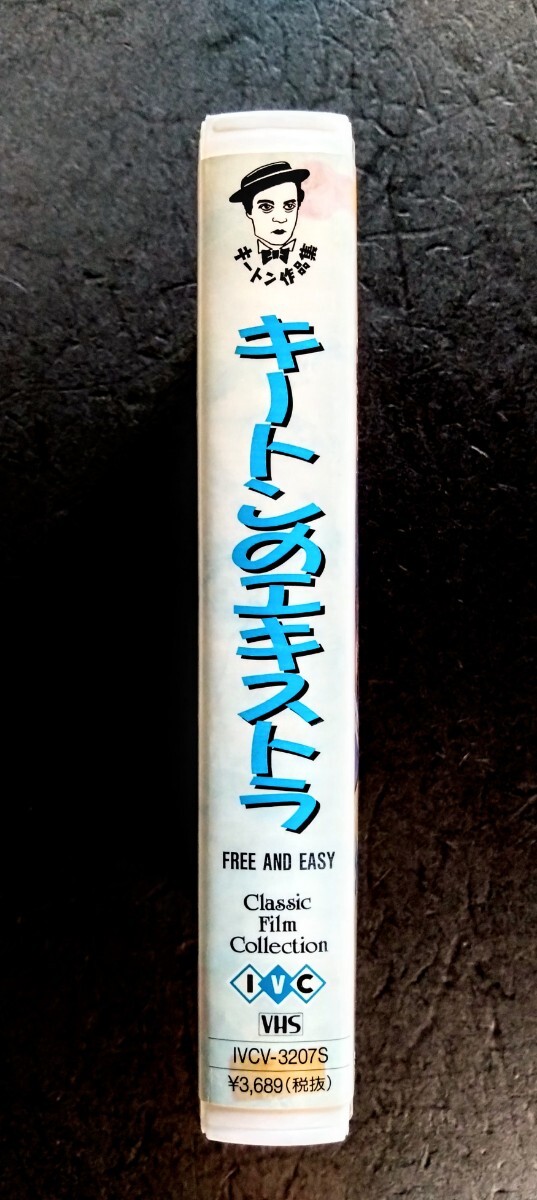 キートン作品集
キートンのエキストラ
FREE AND EASY
Classic
Film
Collection
IVC
VHS
IVCV-3207S
¥3,689(税抜)